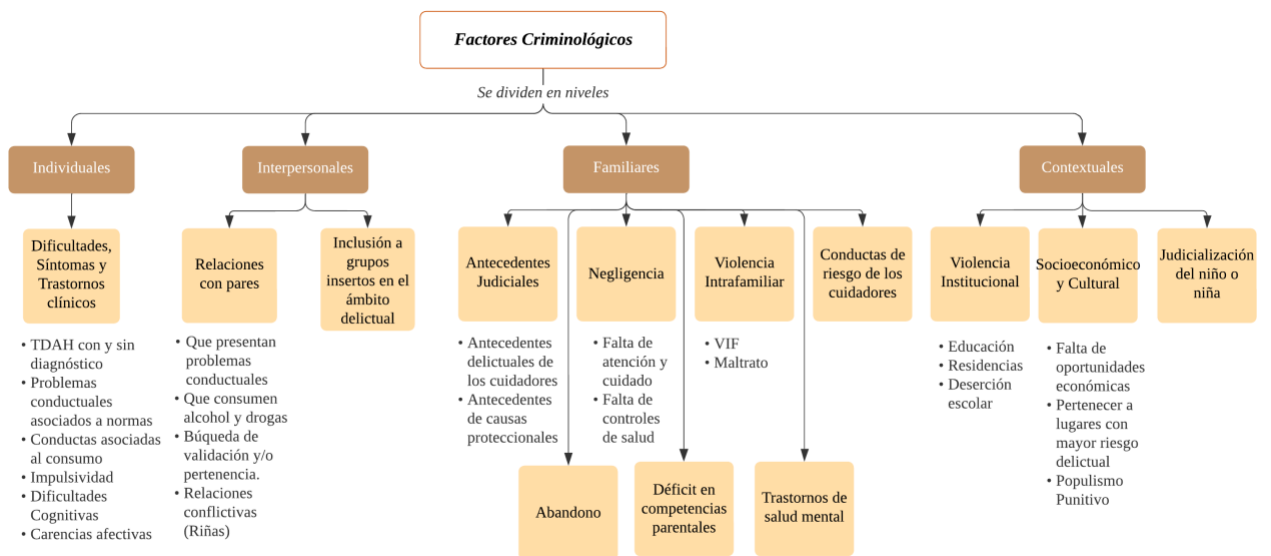 Factores Criminológicos
Se dividen en niveles
Individuales
Interpersonales
Familiares
Contextuales
Dificultades,
Síntomas y
Trastornos
clínicos
• TDAH con y sin
diagnóstico
• Problemas
conductuales
asociados a normas
• Conductas asociadas
al consumo
• Impulsividad
• Dificultades
Cognitivas
• Carencias afectivas
Relaciones
con pares
• Que presentan
problemas
conductuales
• Que consumen
alcohol y drogas
• Búqueda de
validación y/o
pertenencia.
• Relaciones
conflictivas
(Riñas)
Inclusión a
grupos
insertos en el
ámbito
delictual
Antecedentes
Judiciales
• Antecedentes
delictuales de
los cuidadores
• Antecedentes
de causas
proteccionales
Negligencia
• Falta de
atención y
cuidado
• Falta de
controles
de salud
Violencia
Intrafamiliar
• VIF
• Maltrato
Conductas de
riesgo de los
cuidadores
Abandono
Déficit en
competencias
parentales
Trastornos de
salud mental
Violencia
Institucional
• Educación
• Residencias
• Deserción
escolar
Socioeconómico
y Cultural
• Falta de
oportunidades
económicas
• Pertenecer a
lugares con
mayor riesgo
delictual
• Populismo
Punitivo
Judicialización
del niño o
niña